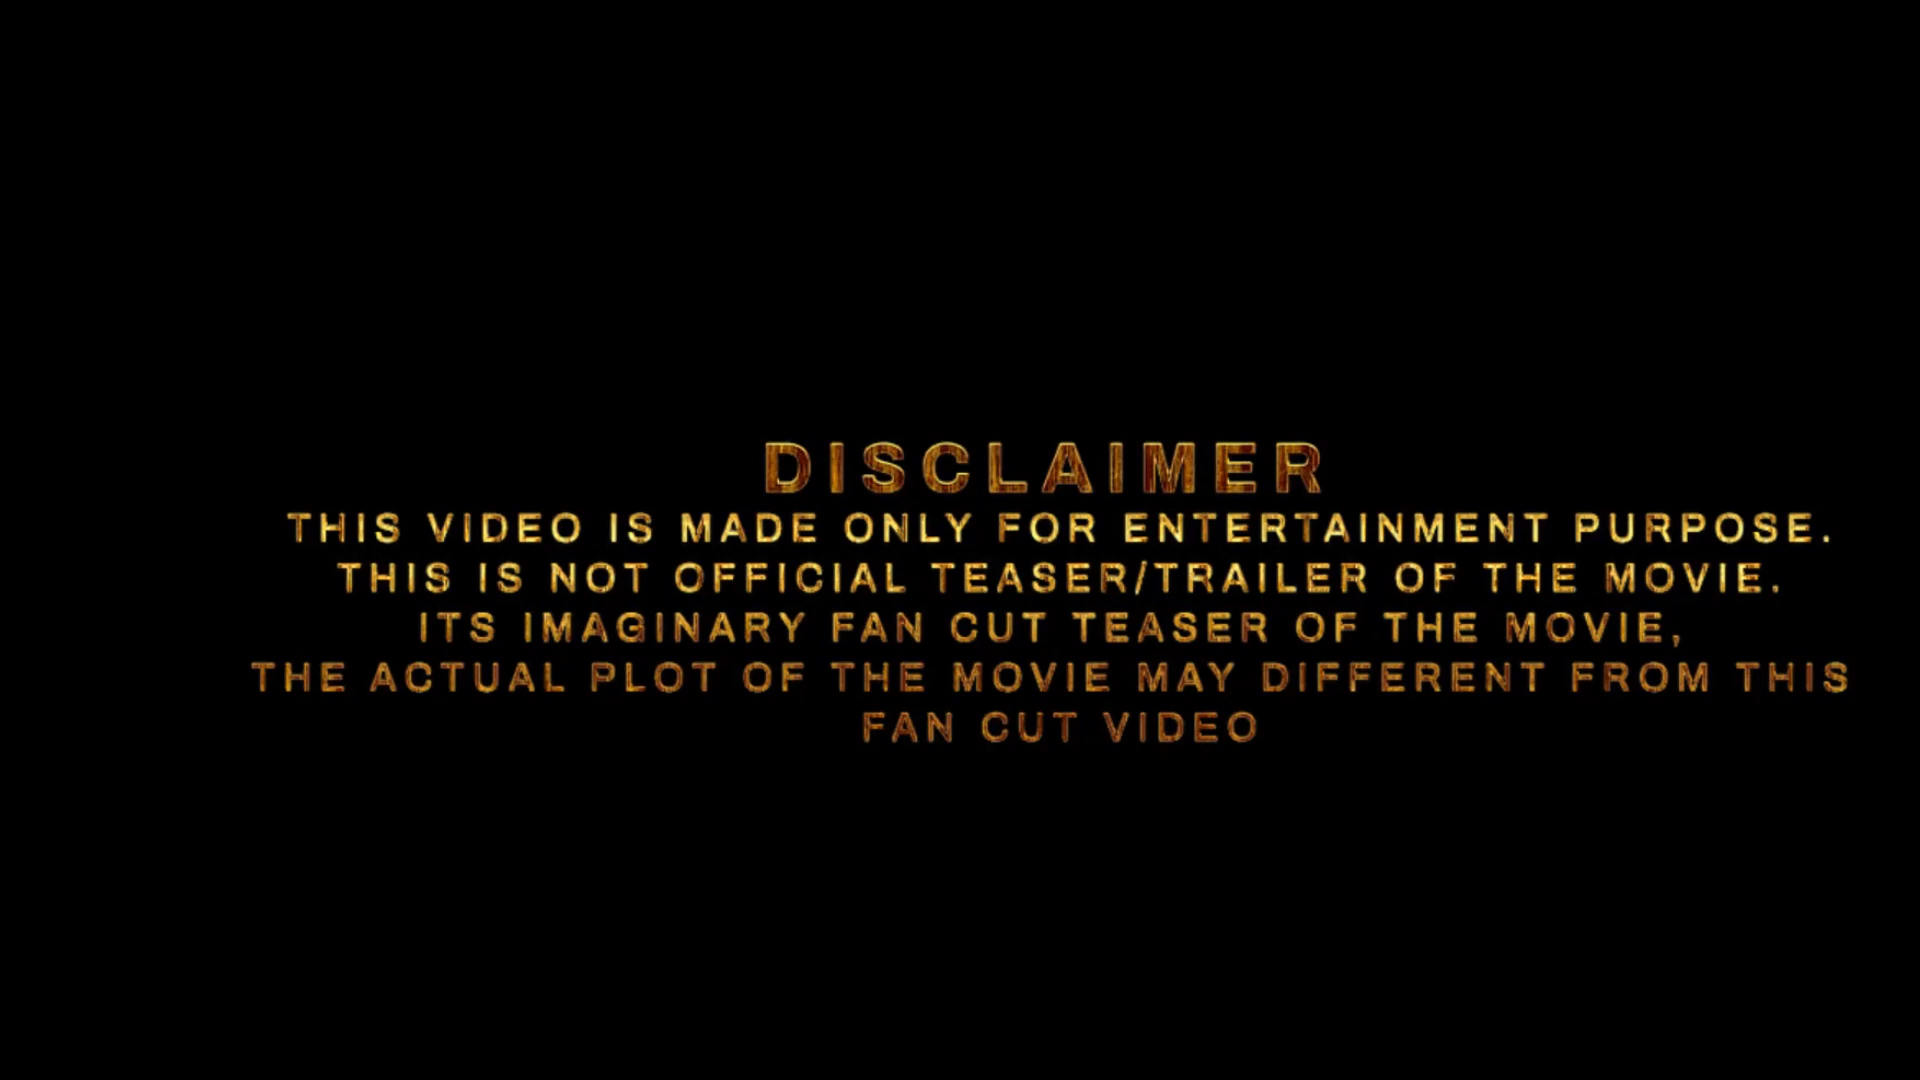 DISCLAIMER
THIS VIDEO IS MADE ONLY FOR ENTERTAINMENT PURPOSE.
THIS IS NOT OFFICIAL TEASER/TRAILER OF THE MOVIE.
ITS IMAGINARY FAN CUT TEASER OF THE MOVIE,
THE ACTUAL PLOT OF THE MOVIE MAY DIFFERENT FROM THIS
FAN CUT VIDEO